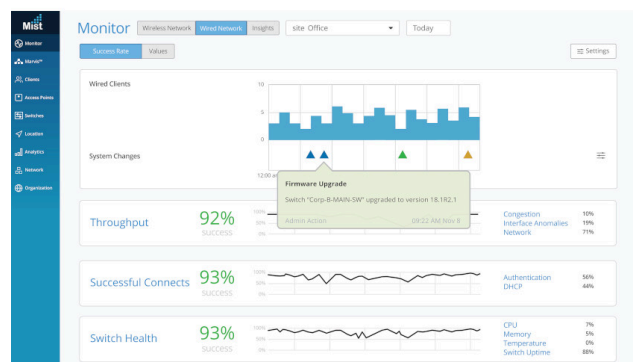 Mist
Monitor
Wireless Network
Wired Network
Insights
site Office
Today
Monitor
Marvis™
Clients
Access Points
Switches
Location
Analytics
Network
Organization
Success Rate
Values
Settings
Wired Clients
10
5
0
System Changes
12:00 a
Firmware Upgrade
Switch "Corp-B-MAIN-SW" upgraded to version 18.1R2.1
Admin Action
09:22 AM Nov 8
Throughput
92%
success
100%
50%
0%
Congestion 10%
Interface Anomalies 19%
Network 71%
Successful Connects
93%
success
100%
50%
0%
Authentication 56%
DHCP 44%
Switch Health
93%
success
100%
50%
0%
CPU 7%
Memory 5%
Temperature 0%
Switch Uptime 88%